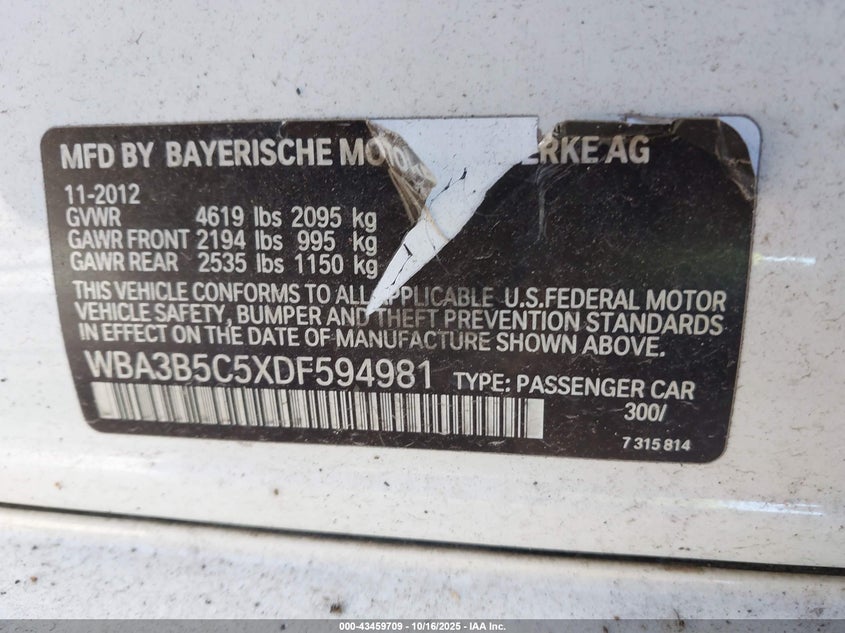 MFD BY BAYERISCHE MO ERKE AG
11-2012
GVWR 4619 lbs 2095 kg
GAWR FRONT 2194 lbs 995 kg
GAWR REAR 2535 lbs 1150 kg
THIS VEHICLE CONFORMS TO ALL APPLICABLE U.S.FEDERAL MOTOR
VEHICLE SAFETY, BUMPER AND THEFT PREVENTION STANDARDS
IN EFFECT ON THE DATE OF MANUFACTURE SHOWN ABOVE.
WBA3B5C5XDF594981 TYPE: PASSENGER CAR
300/
7 315 814
000-43459709 - 10/16/2025 - IAA Inc.